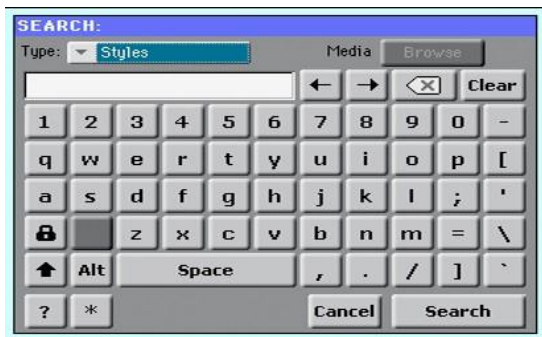 SEARCH:
Type: Styles Media Browse
← → Clear
1 2 3 4 5 6 7 8 9 0 -
q w e r t y u i o p [
a s d f g h j k l ; '
z x c v b n m = \
Alt Space , . / ] `
? * Cancel Search